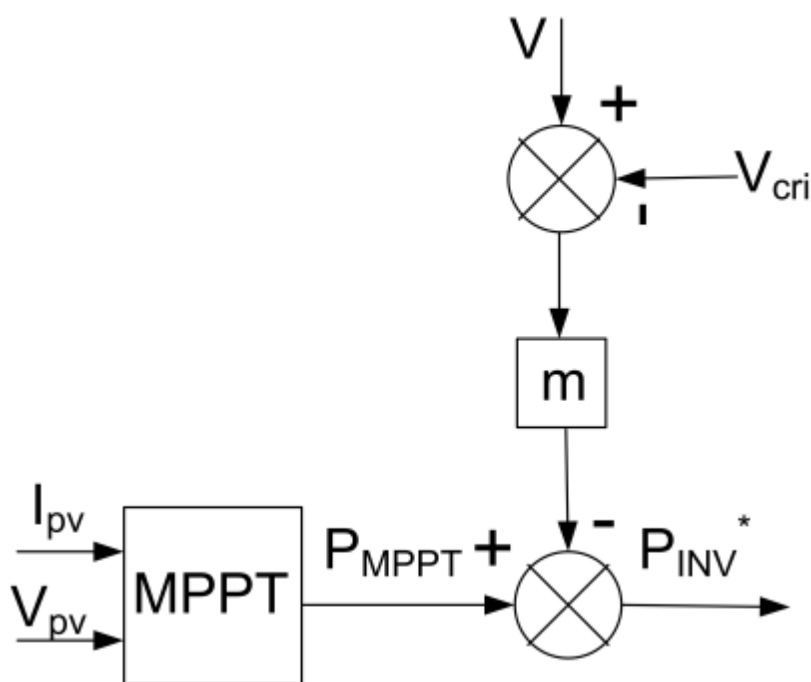 V
+
V_cri
-
m
I_pv
V_pv
MPPT
P_MPPT
+
-
P_INV*